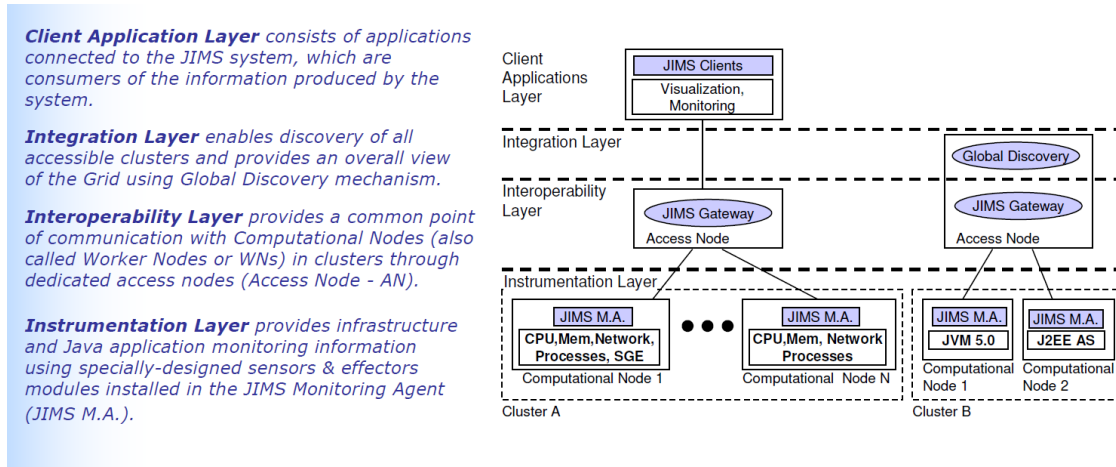 Client Application Layer consists of applications
connected to the JIMS system, which are
consumers of the information produced by the
system.
Integration Layer enables discovery of all
accessible clusters and provides an overall view
of the Grid using Global Discovery mechanism.
Interoperability Layer provides a common point
of communication with Computational Nodes (also
called Worker Nodes or WNs) in clusters through
dedicated access nodes (Access Node - AN).
Instrumentation Layer provides infrastructure
and Java application monitoring information
using specially-designed sensors & effectors
modules installed in the JIMS Monitoring Agent
(JIMS M.A.).
Client
Applications
Layer
JIMS Clients
Visualization,
Monitoring
Integration Layer
Global Discovery
Interoperability
Layer
JIMS Gateway
Access Node
JIMS Gateway
Access Node
Instrumentation Layer
JIMS M.A.
CPU,Mem,Network,
Processes, SGE
Computational Node 1
JIMS M.A.
CPU,Mem, Network
Processes
Computational Node N
Cluster A
JIMS M.A.
JVM 5.0
Computational
Node 1
JIMS M.A.
J2EE AS
Computational
Node 2
Cluster B